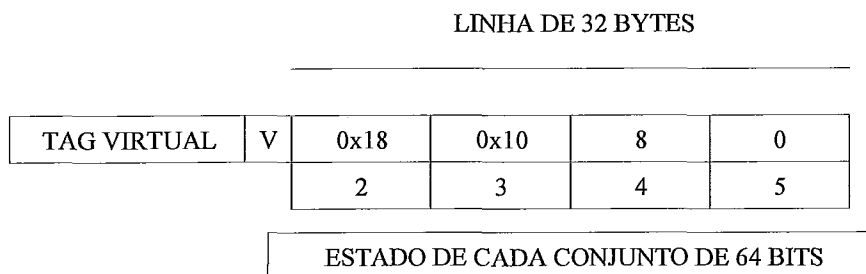 LINHA DE 32 BYTES
TAG VIRTUAL V 0x18 0x10 8 0
2 3 4 5
ESTADO DE CADA CONJUNTO DE 64 BITS